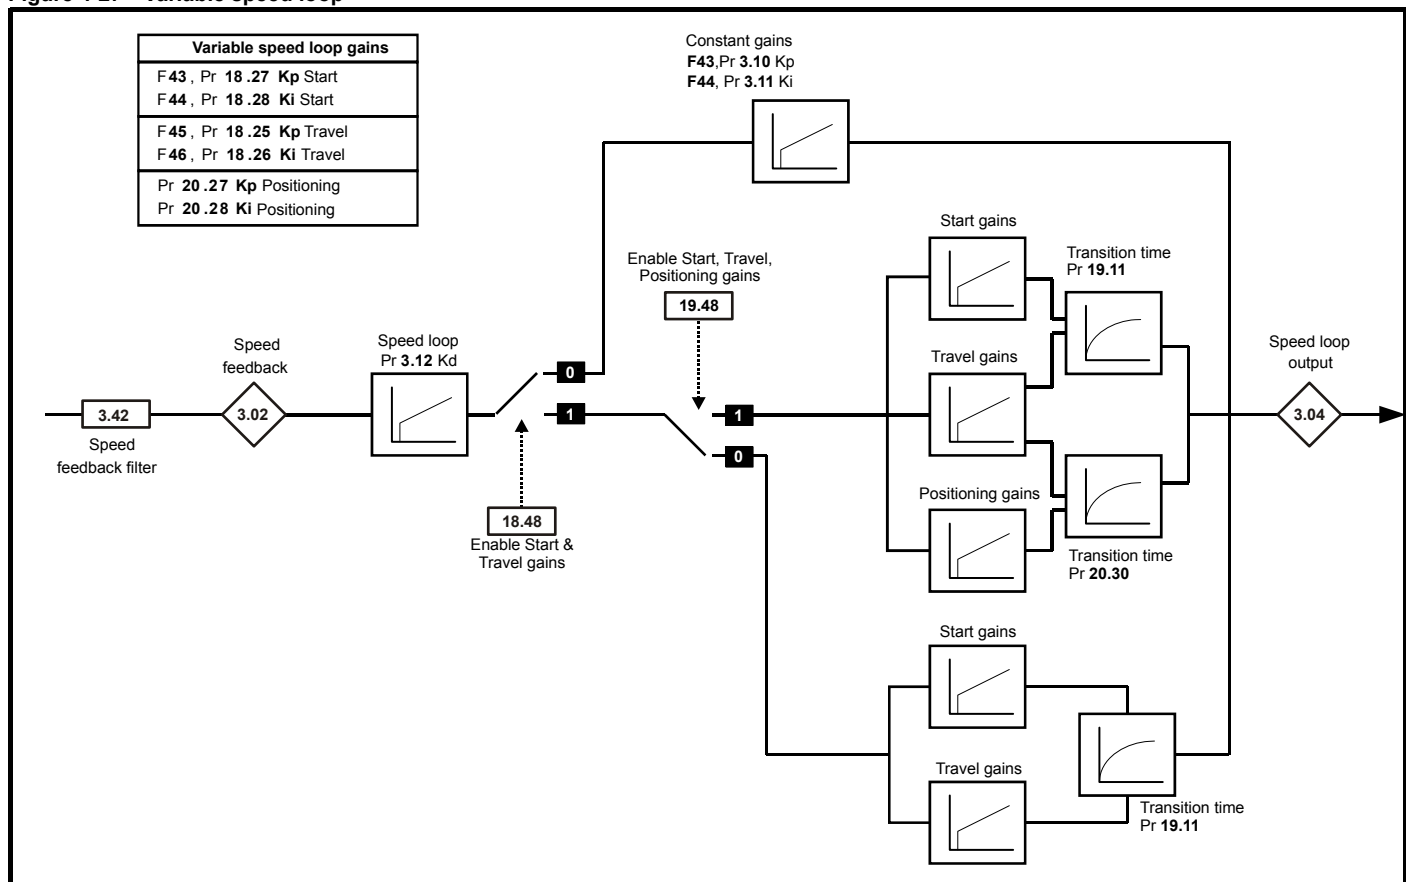 Variable speed loop gains
F43, Pr 18.27 Kp Start
F44, Pr 18.28 Ki Start
F45, Pr 18.25 Kp Travel
F46, Pr 18.26 Ki Travel
Pr 20.27 Kp Positioning
Pr 20.28 Ki Positioning
Constant gains
F43,Pr 3.10 Kp
F44, Pr 3.11 Ki
Enable Start, Travel,
Positioning gains
19.48
Start gains
Transition time
Pr 19.11
Speed
feedback
Speed loop
Pr 3.12 Kd
Travel gains
Speed loop
output
0
1
1
0
3.42
3.02
3.04
Speed
feedback filter
18.48
Enable Start &
Travel gains
Positioning gains
Transition time
Pr 20.30
Start gains
Travel gains
Transition time
Pr 19.11